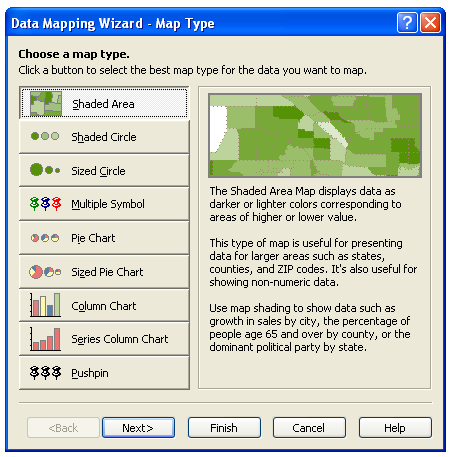 Data Mapping Wizard - Map Type
Choose a map type.
Click a button to select the best map type for the data you want to map.
Shaded Area
Shaded Circle
Sized Circle
Multiple Symbol
Pie Chart
Sized Pie Chart
Column Chart
Series Column Chart
Pushpin
The Shaded Area Map displays data as
darker or lighter colors corresponding to
areas of higher or lower value.
This type of map is useful for presenting
data for larger areas such as states,
counties, and ZIP codes. It's also useful for
showing non-numeric data.
Use map shading to show data such as
growth in sales by city, the percentage of
people age 65 and over by county, or the
dominant political party by state.
<Back
Next>
Finish
Cancel
Help